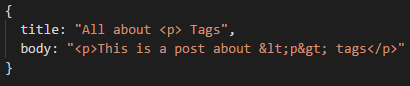 {
  title: "All about <p> Tags",
  body: "<p>This is a post about &lt;p&gt; tags</p>"
}